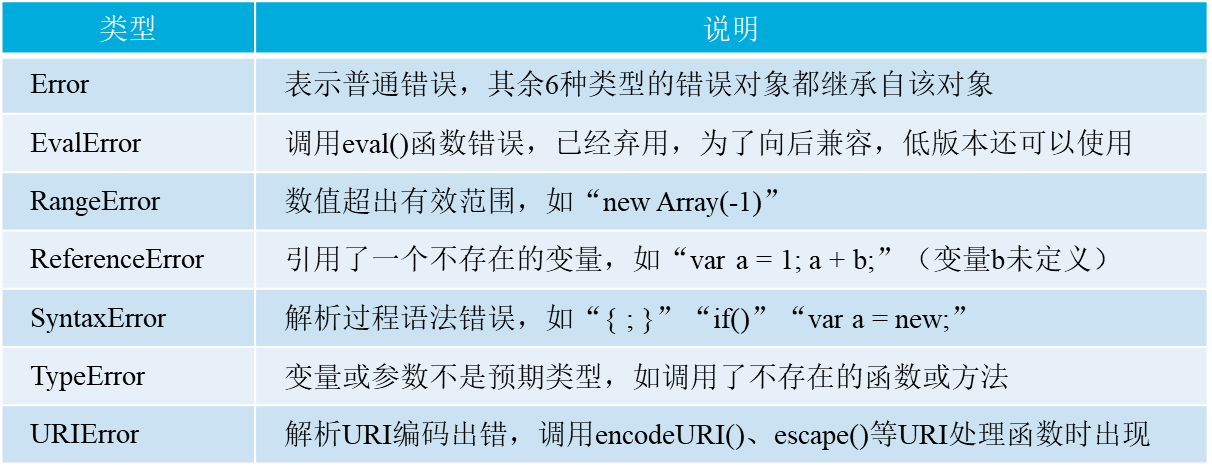 类型 说明
Error 表示普通错误，其余6种类型的错误对象都继承自该对象
EvalError 调用eval()函数错误，已经弃用，为了向后兼容，低版本还可以使用
RangeError 数值超出有效范围，如“new Array(-1)”
ReferenceError 引用了一个不存在的变量，如“var a = 1; a + b;”（变量b未定义）
SyntaxError 解析过程语法错误，如“{ ; }”“if()”“var a = new;”
TypeError 变量或参数不是预期类型，如调用了不存在的函数或方法
URIError 解析URI编码出错，调用encodeURI()、escape()等URI处理函数时出现